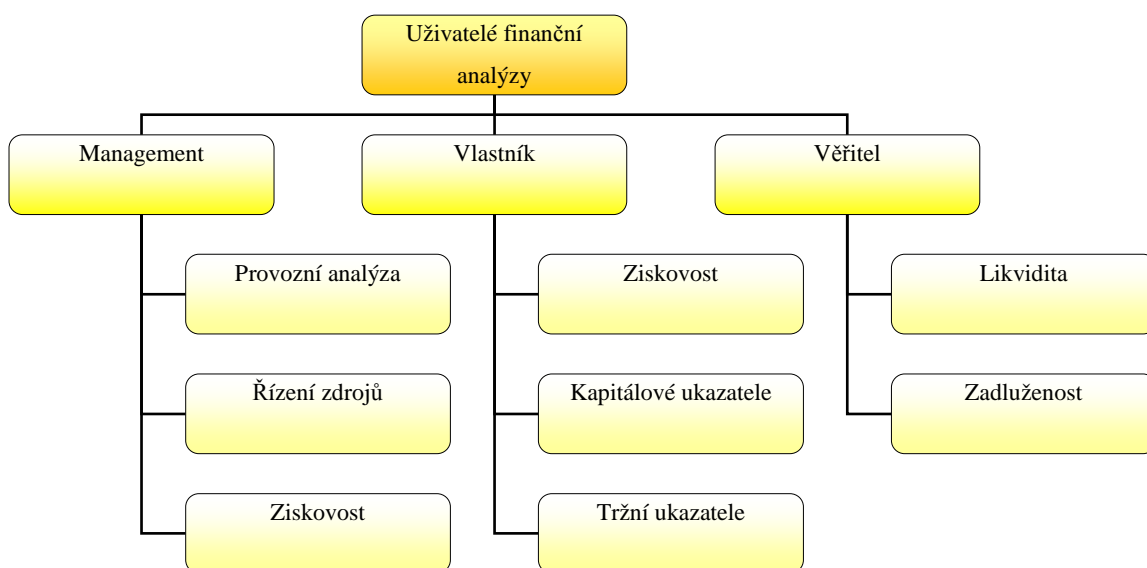 Uživatelé finanční
analýzy
Management
Vlastník
Věřitel
Provozní analýza
Ziskovost
Likvidita
Řízení zdrojů
Kapitálové ukazatele
Zadluženost
Ziskovost
Tržní ukazatele